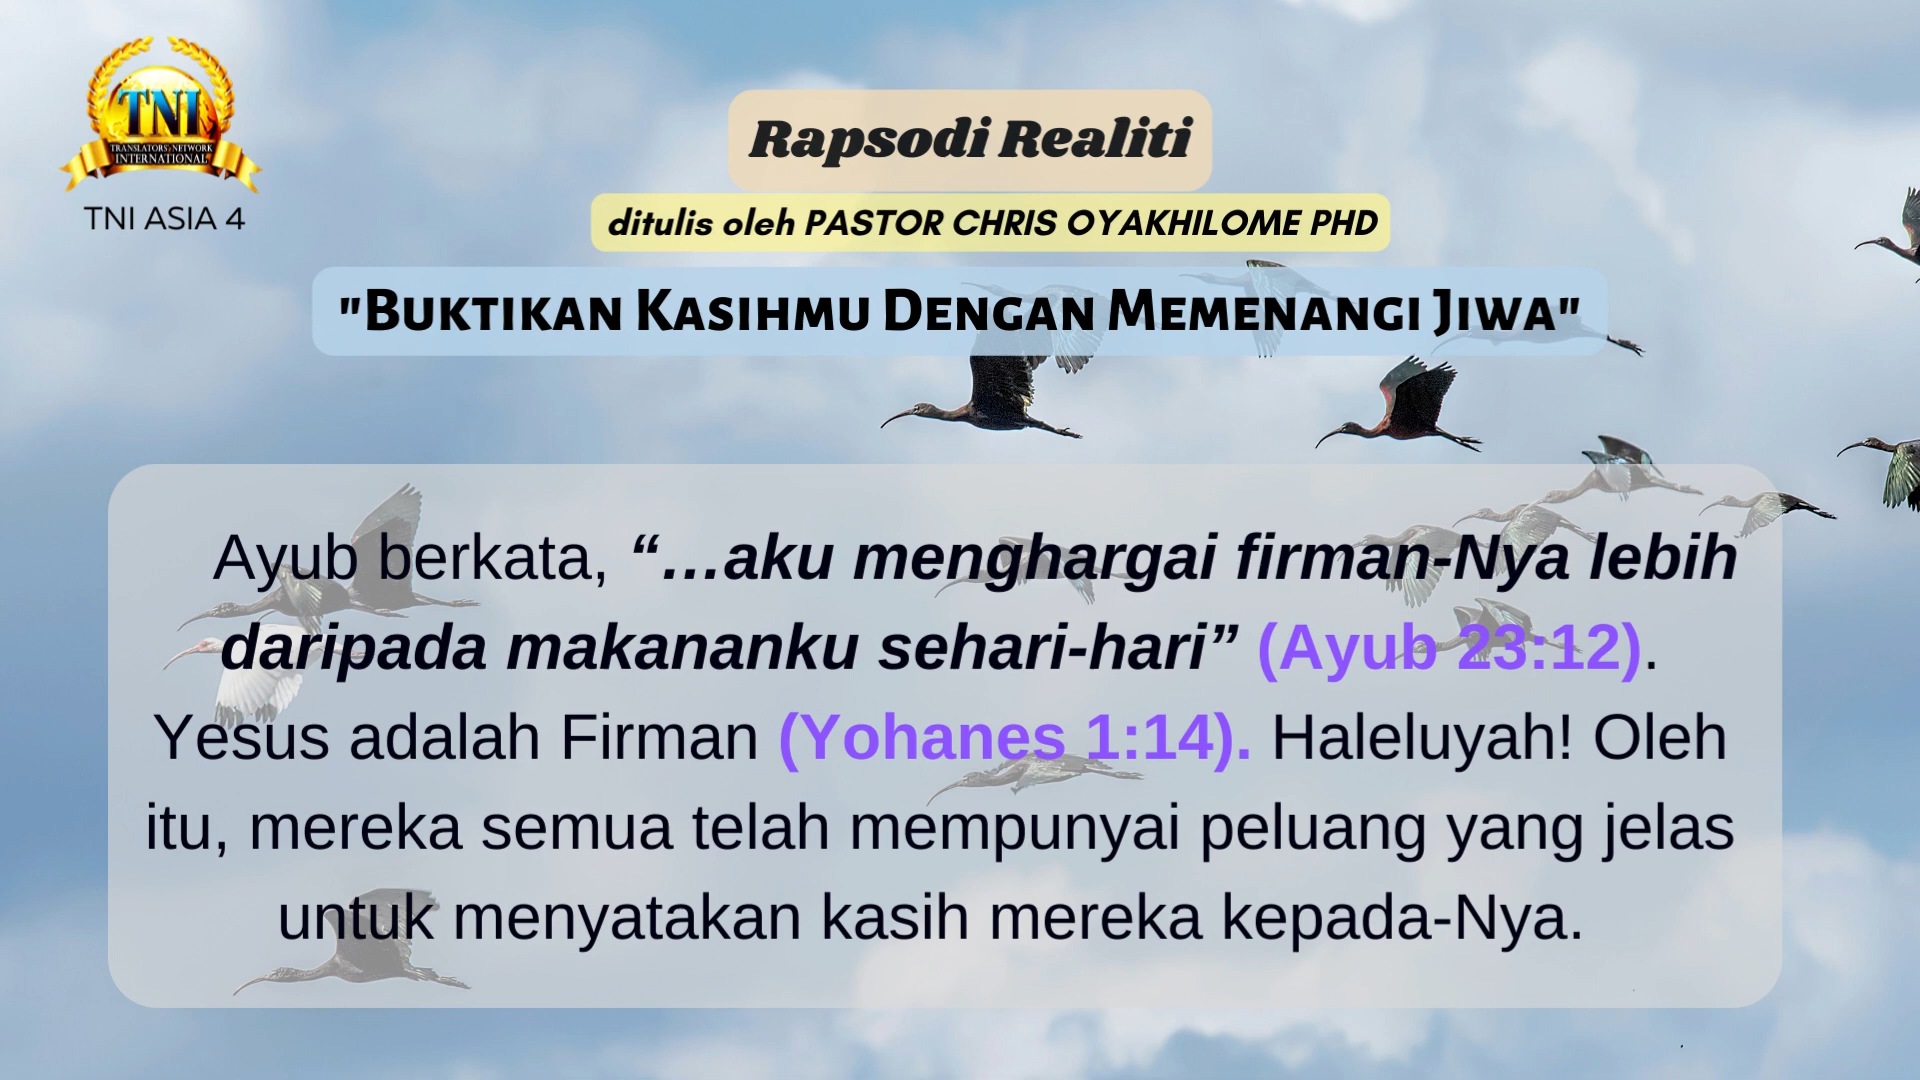 TNI
TRANSLATORS' NETWORK
INTERNATIONAL
TNI ASIA 4
Rapsodi Realiti
ditulis oleh PASTOR CHRIS OYAKHILOME PHD
"Buktikan Kasihmu Dengan Memenangi Jiwa"
Ayub berkata, “…aku menghargai firman-Nya lebih
daripada makananku sehari-hari” (Ayub 23:12).
Yesus adalah Firman (Yohanes 1:14). Haleluyah! Oleh
itu, mereka semua telah mempunyai peluang yang jelas
untuk menyatakan kasih mereka kepada-Nya.